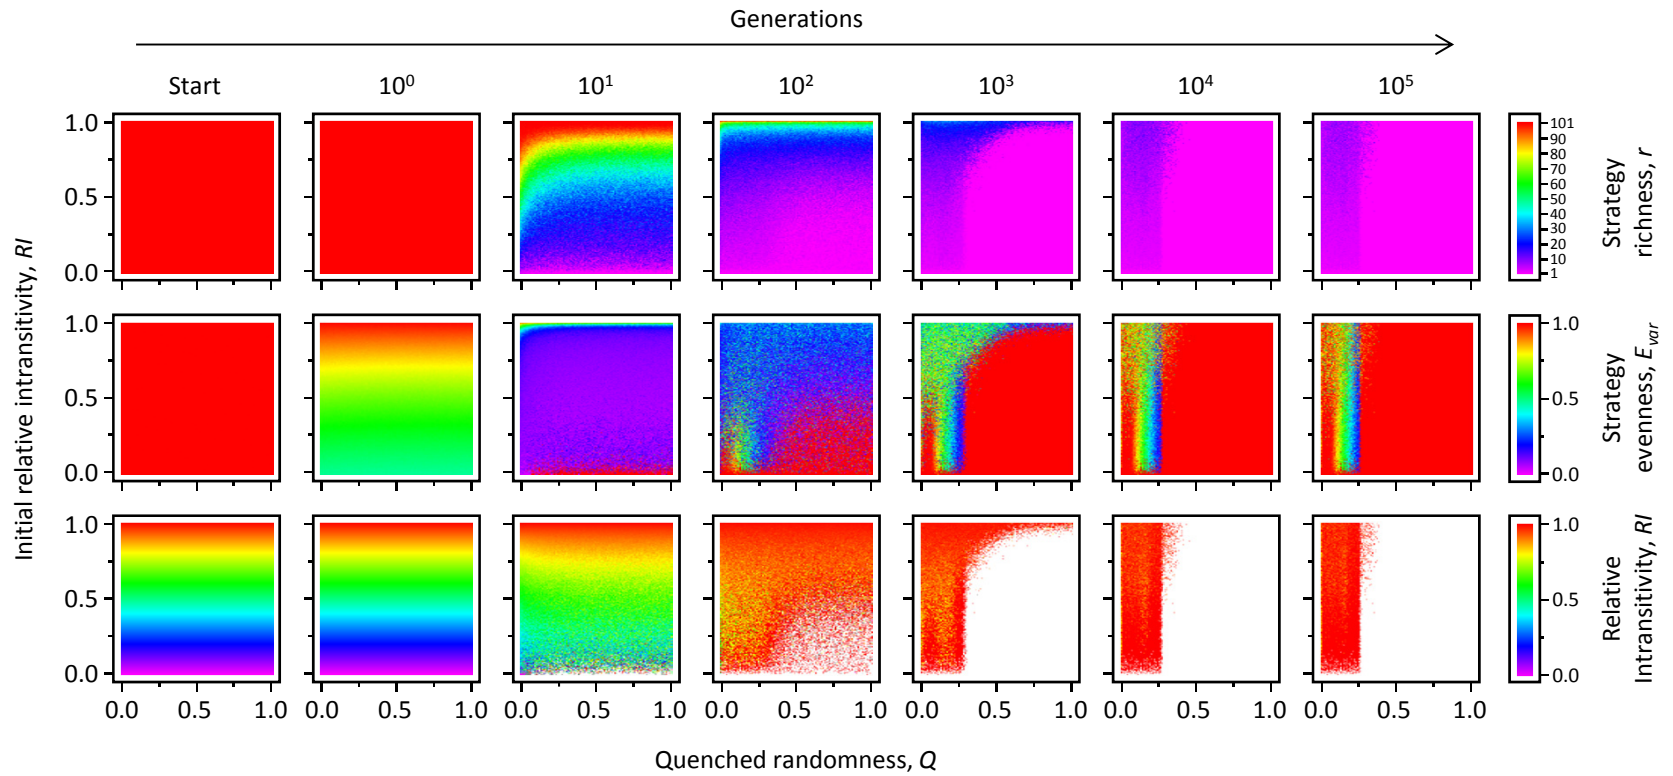 Generations
Start 10⁰ 10¹ 10² 10³ 10⁴ 10⁵
Initial relative intransitivity, RI
1.0
0.5
0.0
101
90
80
70
60
50
40
30
20
10
1
Strategy
richness, r
1.0
0.5
0.0
1.0
0.5
0.0
Strategy
evenness, Evar
1.0
0.5
0.0
1.0
0.5
0.0
Relative
Intransitivity, RI
0.0 0.5 1.0 0.0 0.5 1.0 0.0 0.5 1.0 0.0 0.5 1.0 0.0 0.5 1.0 0.0 0.5 1.0 0.0 0.5 1.0
Quenched randomness, Q